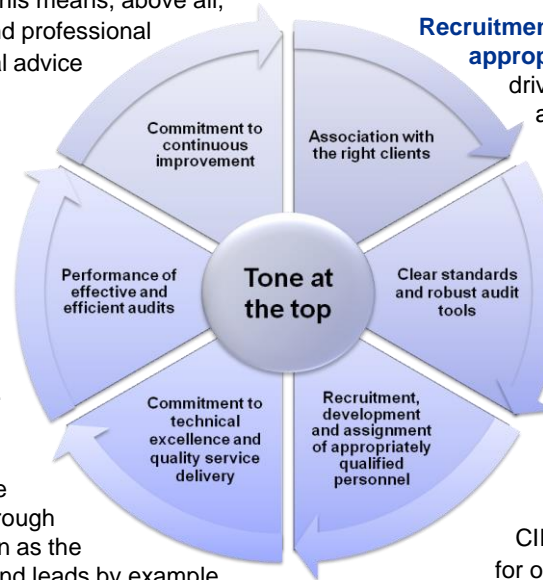 his means, above all,
nd professional
al advice
Recruitment
approp
driv
a
Commitment to
continuous
improvement
Association with
the right clients
Performance of
effective and
efficient audits
Tone at
the top
Clear standards
and robust audit
tools
Commitment to
technical
excellence and
quality service
delivery
Recruitment,
development
and assignment
of appropriately
qualified
personnel
e
rough
n as the
nd leads by example
CII
for o